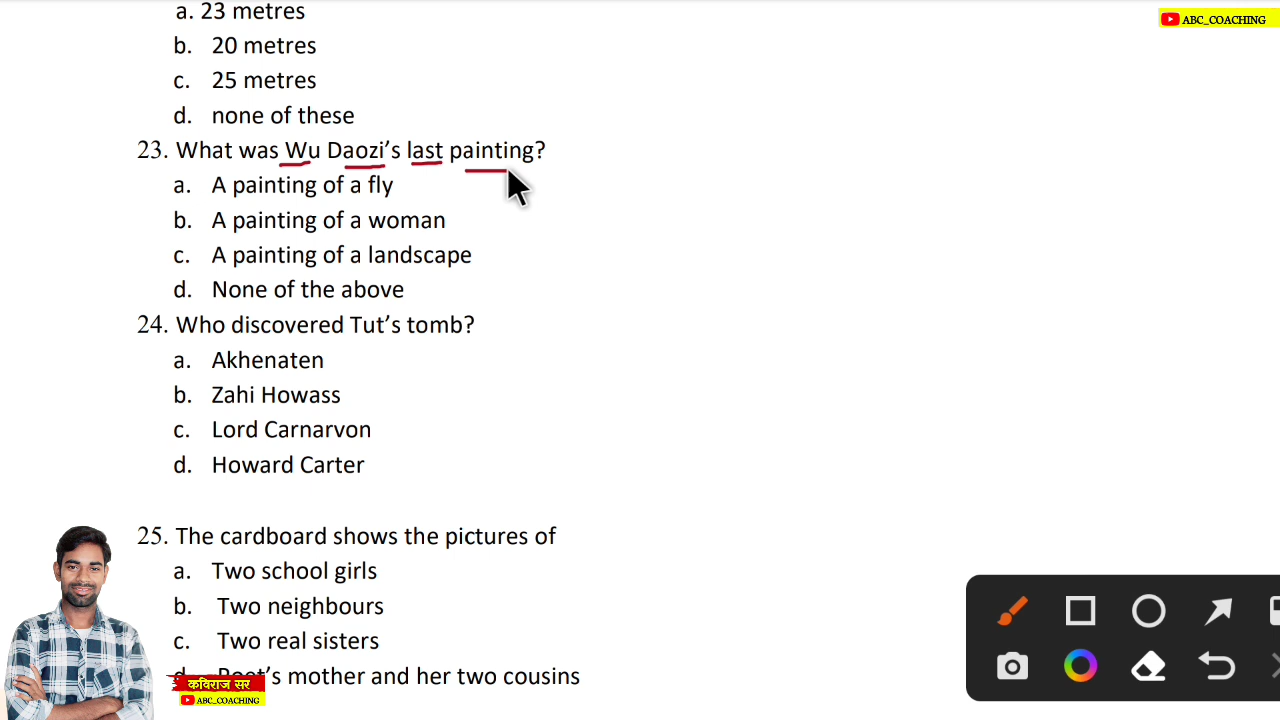 a. 23 metres
ABC_COACHING
b. 20 metres
c. 25 metres
d. none of these
23. What was Wu Daozi’s last painting?
a. A painting of a fly
b. A painting of a woman
c. A painting of a landscape
d. None of the above
24. Who discovered Tut’s tomb?
a. Akhenaten
b. Zahi Howass
c. Lord Carnarvon
d. Howard Carter
25. The cardboard shows the pictures of
a. Two school girls
b. Two neighbours
c. Two real sisters
d. Poet’s mother and her two cousins
कविराज सर
ABC_COACHING